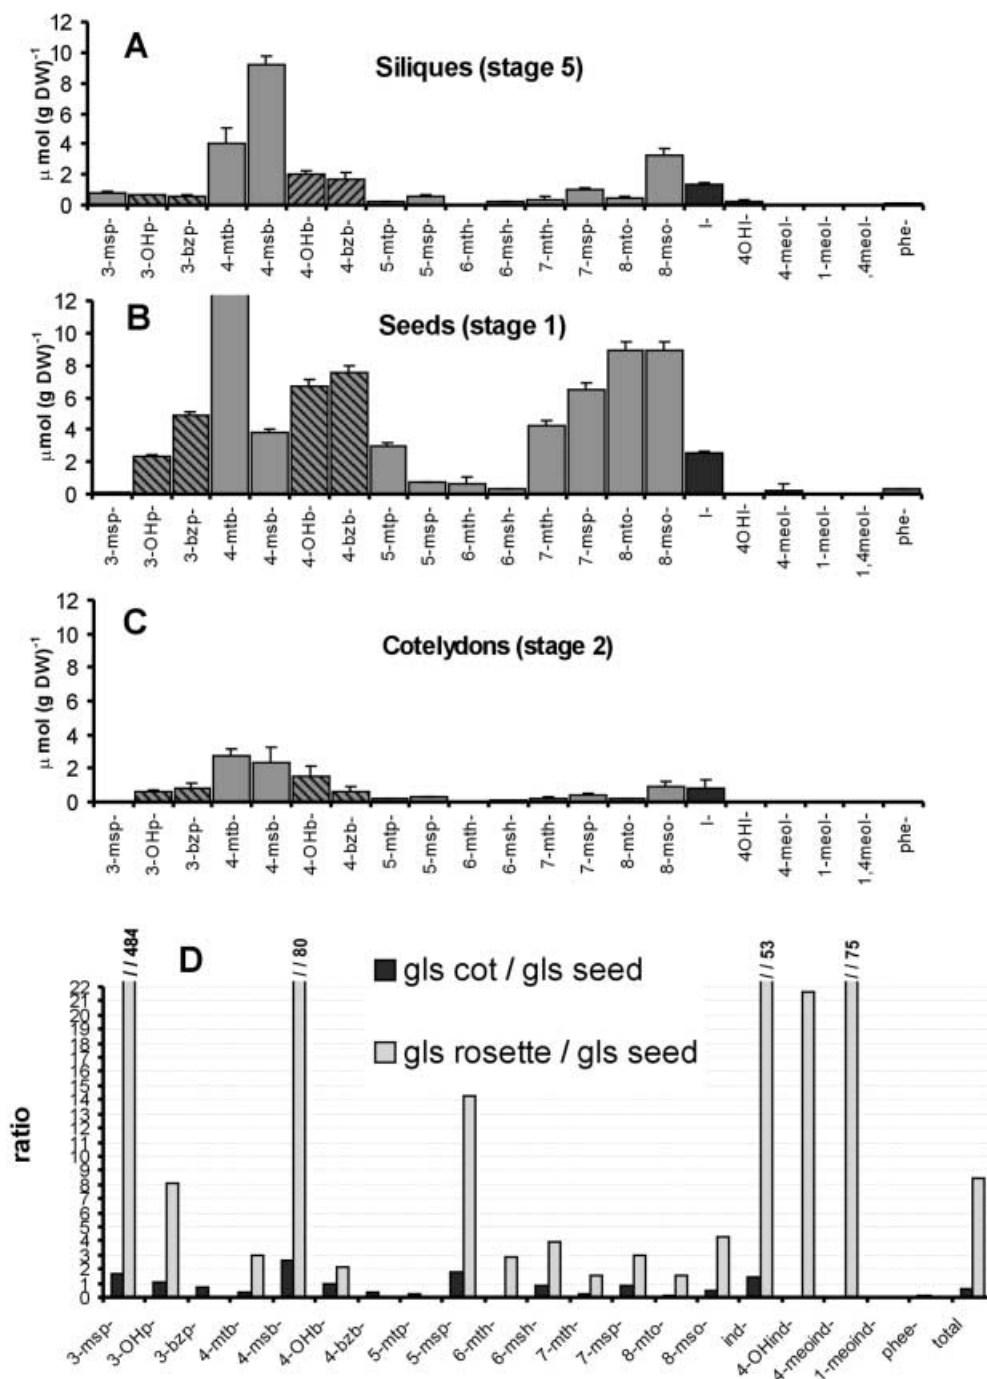 A
Siliques (stage 5)
μ mol (g DW)-1
12
10
8
6
4
2
0
3-msp-
3-OHp-
3-bzp-
4-mtb-
4-msb-
4-OHb-
4-bzb-
5-mtp-
5-msp-
6-mth-
6-msh-
7-mth-
7-msp-
8-mto-
8-mso-
I-
4OHI-
4-meoI-
1-meoI-
,4meoI-
phe-
B
Seeds (stage 1)
μmol (g DW)-1
12
10
8
6
4
2
0
3-msp-
3-OHp-
3-bzp-
4-mtb-
4-msb-
4-OHb-
4-bzb-
5-mtp-
5-msp-
6-mth-
6-msh-
7-mth-
7-msp-
8-mto-
8-mso-
I-
4OHI-
4-meoI-
1-meoI-
1,4meoI-
phe-
C
Cotelydons (stage 2)
μ mol (g DW)-1
12
10
8
6
4
2
0
3-msp-
3-OHp-
3-bzp-
4-mtb-
4-msb-
4-OHb-
4-bzb-
5-mtp-
5-msp-
6-mth-
6-msh-
7-mth-
7-msp-
8-mto-
8-mso-
I-
4OHI-
4-meoI-
1-meoI-
1,4meoI-
phe-
D
// 484
// 80
// 53
// 75
gls cot / gls seed
gls rosette / gls seed
ratio
22
21
20
19
18
17
16
15
14
13
12
11
10
9
8
7
6
5
4
3
2
1
0
3-msp-
3-OHp-
3-bzp-
4-mtb-
4-msb-
4-OHb-
4-bzb-
5-mtp-
5-msp-
6-mth-
6-msh-
7-mth-
7-msp-
8-mto-
8-mso-
ind-
4-OHind-
4-meoind-
1-meoind-
phee-
total